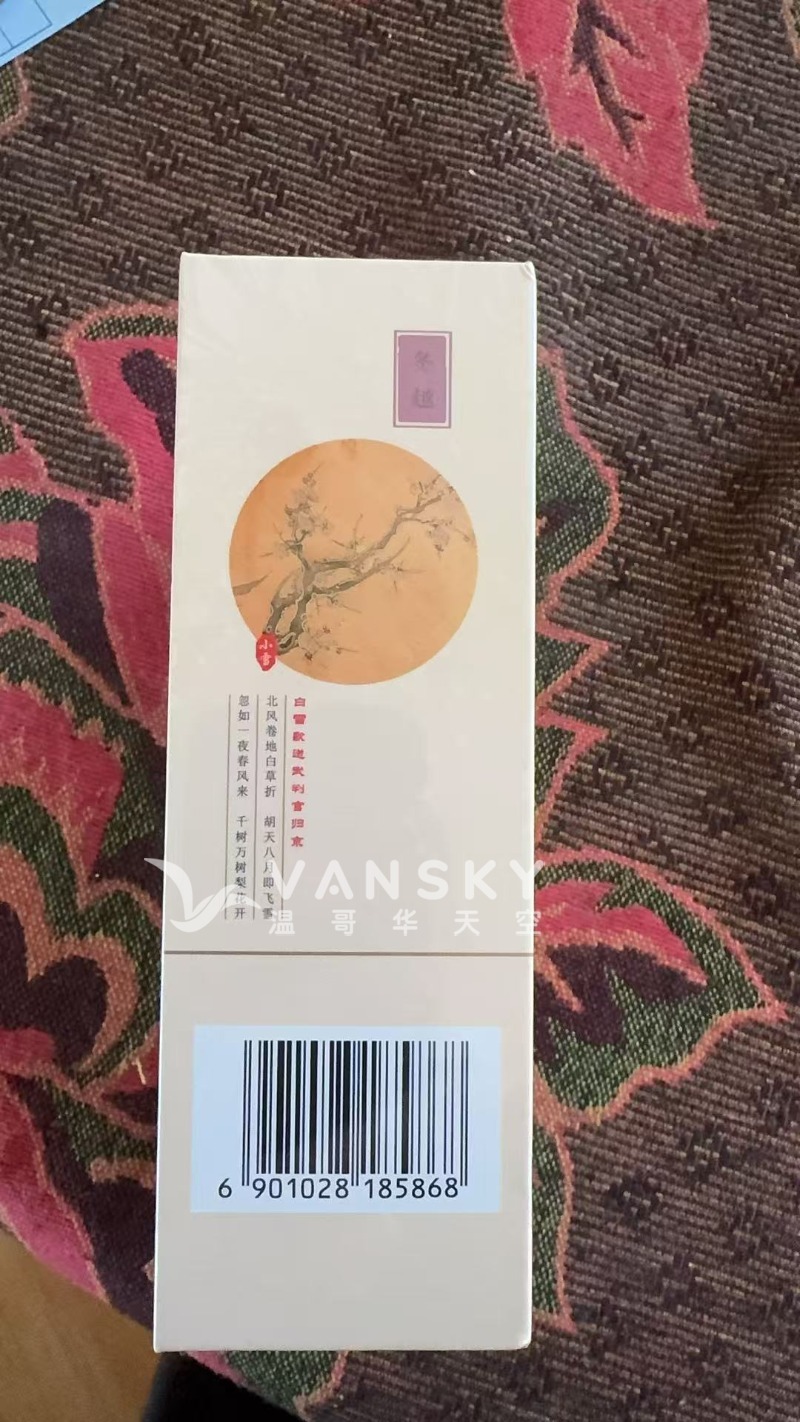 小雪
白雪歌送武判官归京
北风卷地白草折 胡天八月即飞雪
忽如一夜春风来 千树万树梨花开
VANSKY
温哥华天空
6 901028 185868